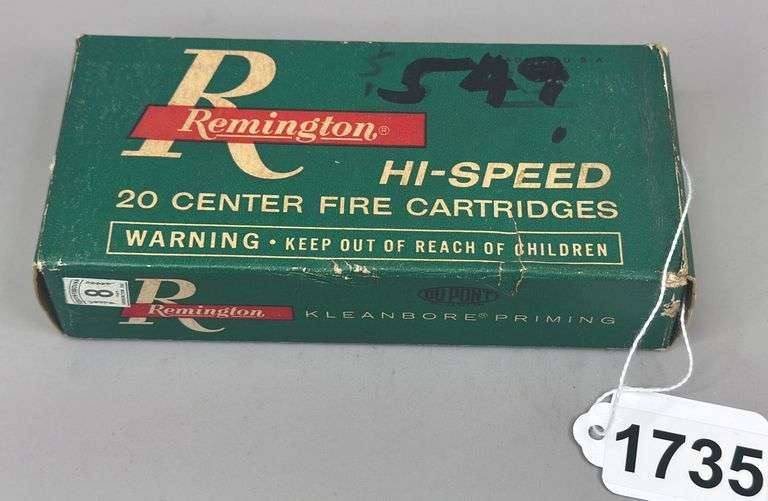 549
U.S.A.
R
Remington®
HI-SPEED
20 CENTER FIRE CARTRIDGES
WARNING • KEEP OUT OF REACH OF CHILDREN
8
R
Remington
DU PONT
KLEANBORE® PRIMING
1735